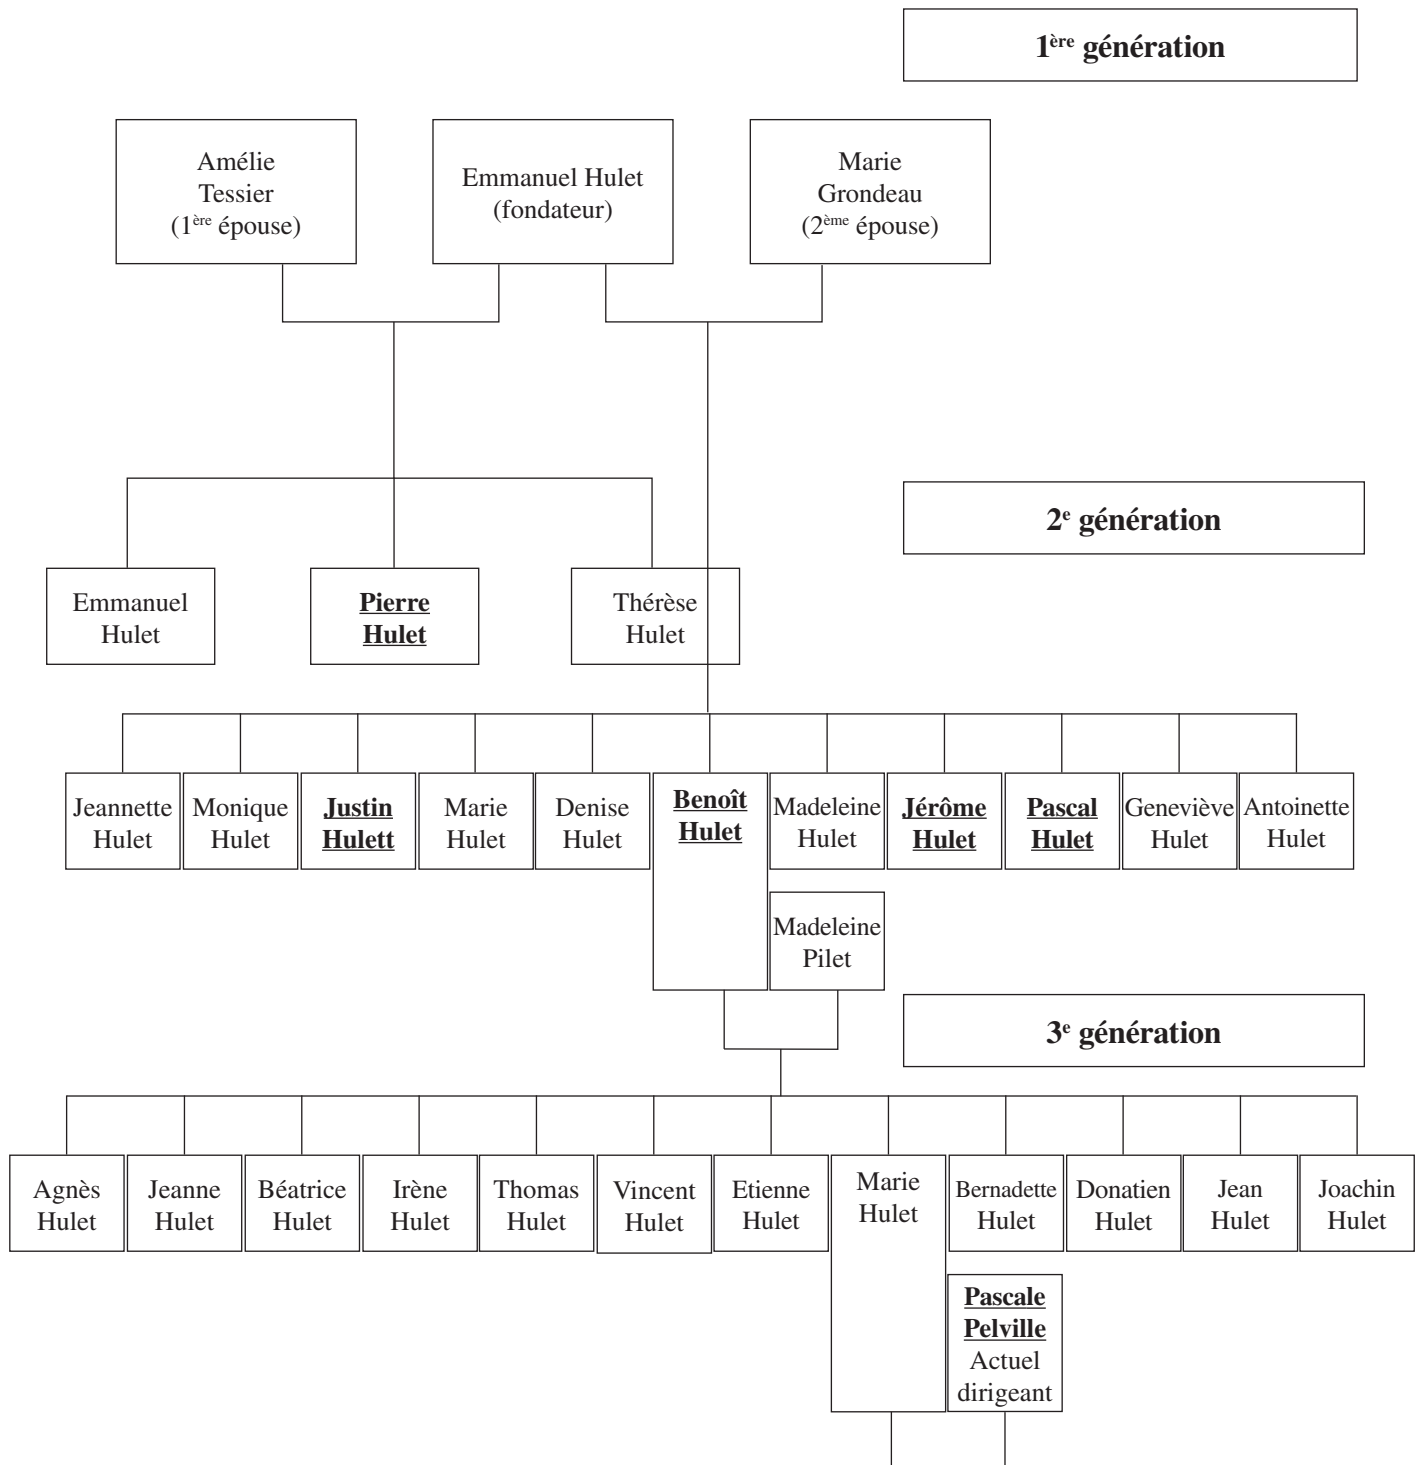 1ère génération
Amélie
Tessier
(1ère épouse)
Emmanuel Hulet
(fondateur)
Marie
Grondeau
(2ème épouse)
2e génération
Emmanuel
Hulet
Pierre
Hulet
Thérèse
Hulet
Jeannette
Hulet
Monique
Hulet
Justin
Hulett
Marie
Hulet
Denise
Hulet
Benoît
Hulet
Madeleine
Hulet
Jérôme
Hulet
Pascal
Hulet
Geneviève
Hulet
Antoinette
Hulet
Madeleine
Pilet
3e génération
Agnès
Hulet
Jeanne
Hulet
Béatrice
Hulet
Irène
Hulet
Thomas
Hulet
Vincent
Hulet
Etienne
Hulet
Marie
Hulet
Bernadette
Hulet
Donatien
Hulet
Jean
Hulet
Joachin
Hulet
Pascale
Pelville
Actuel
dirigeant